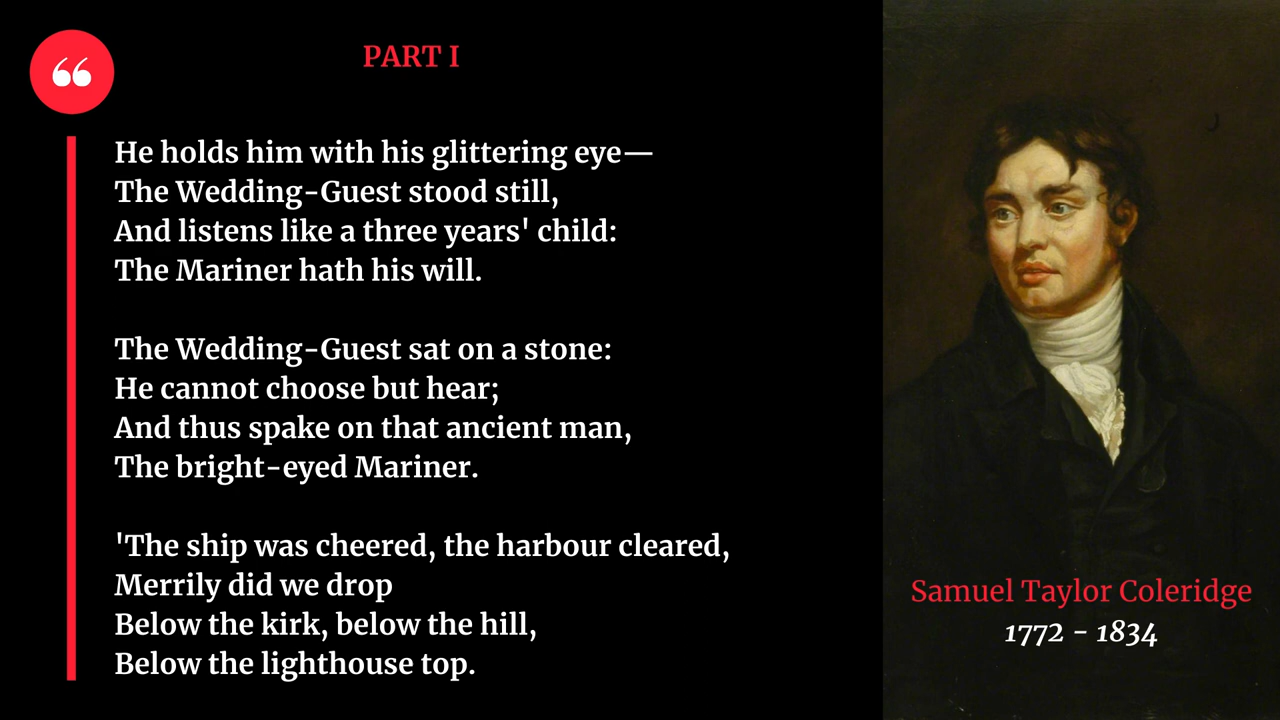 PART I
He holds him with his glittering eye—
The Wedding-Guest stood still,
And listens like a three years' child:
The Mariner hath his will.
The Wedding-Guest sat on a stone:
He cannot choose but hear;
And thus spake on that ancient man,
The bright-eyed Mariner.
'The ship was cheered, the harbour cleared,
Merrily did we drop
Below the kirk, below the hill,
Below the lighthouse top.
Samuel Taylor Coleridge
1772 - 1834